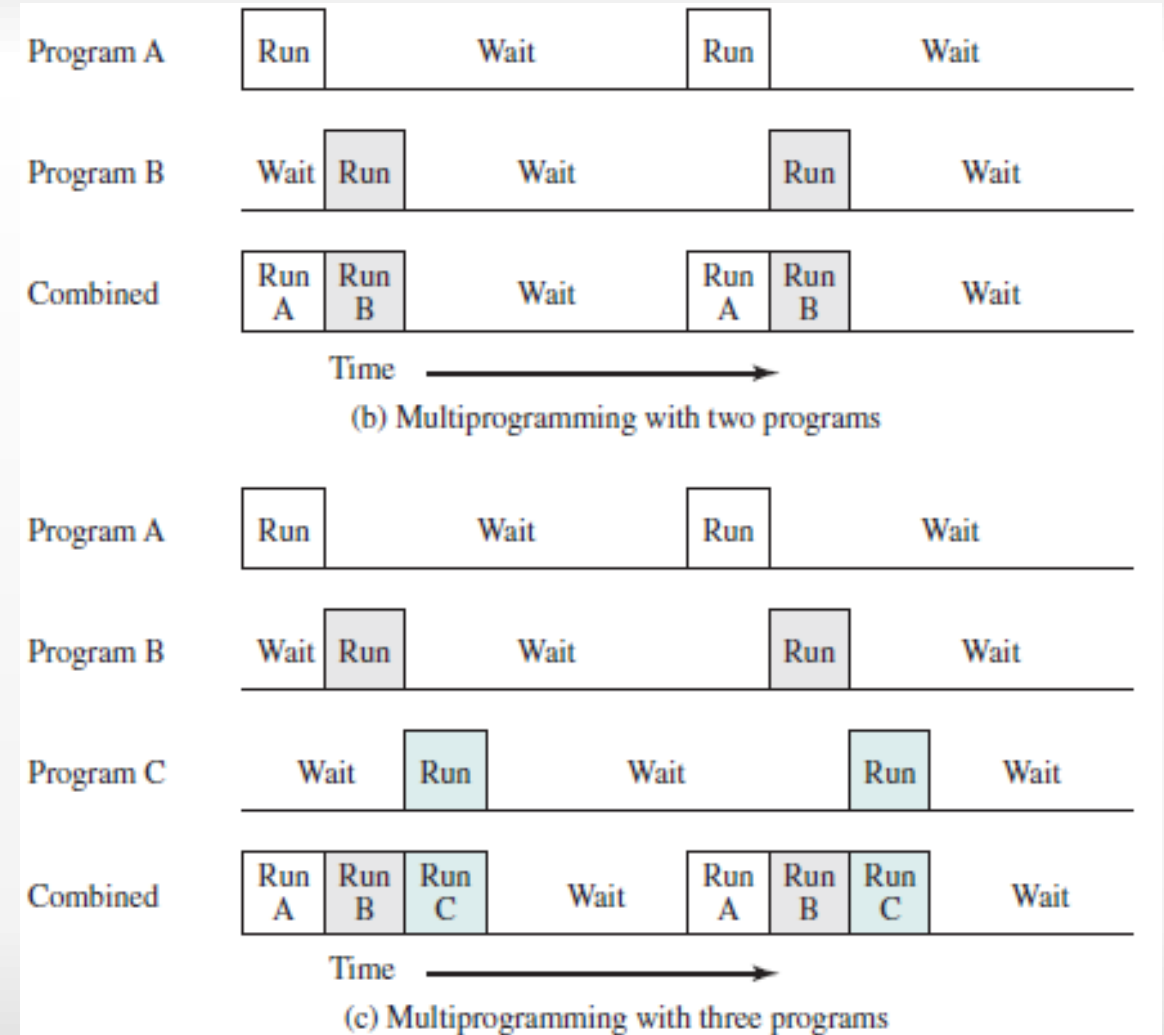 Program A Run Wait Run Wait
Program B Wait Run Wait Run Wait
Combined Run A Run B Wait Run A Run B Wait
Time
(b) Multiprogramming with two programs
Program A Run Wait Run Wait
Program B Wait Run Wait Run Wait
Program C Wait Run Wait Run Wait
Combined Run A Run B Run C Wait Run A Run B Run C Wait
Time
(c) Multiprogramming with three programs